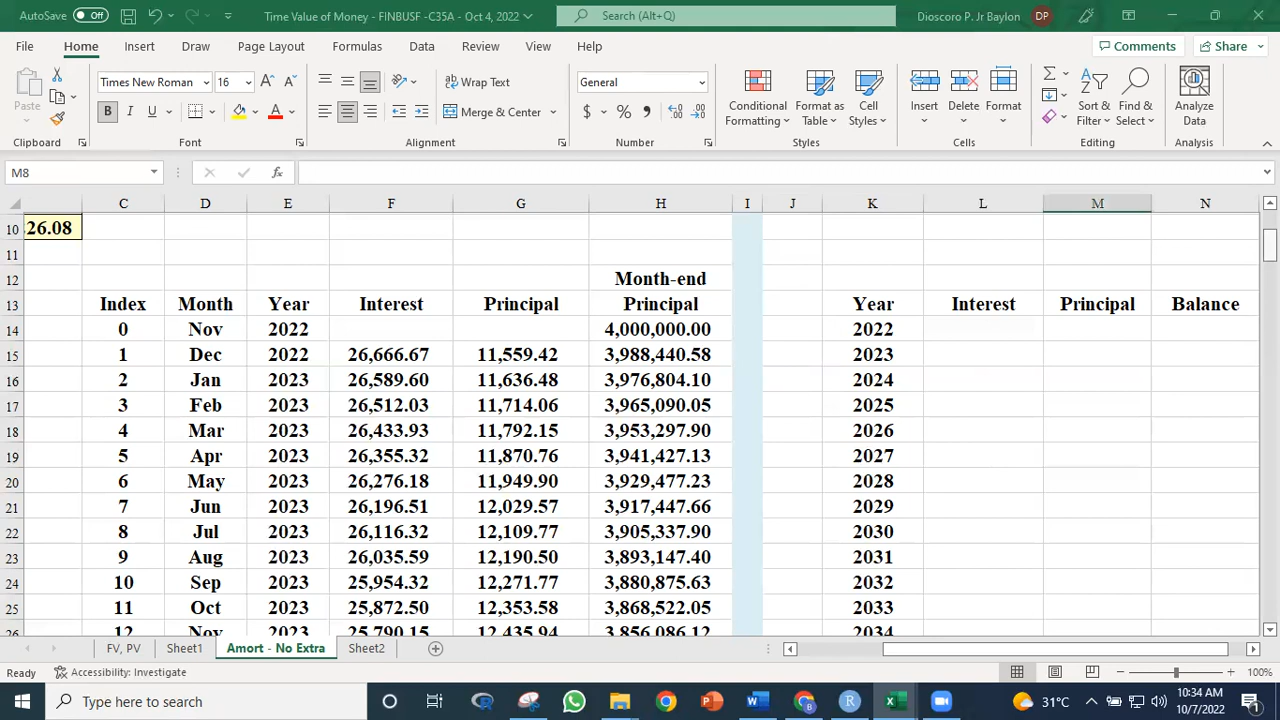 AutoSave Off Time Value of Money - FINBUSF -C35A - Oct 4, 2022 Search (Alt+Q) Dioscoro P. Jr Baylon DP
File Home Insert Draw Page Layout Formulas Data Review View Help Comments Share
Paste Times New Roman 16 A A Wrap Text General Conditional Formatting Format as Table Cell Styles Insert Delete Format Sort & Filter Find & Select Analyze Data
B I U A Merge & Center $ % ,
Clipboard Font Alignment Number Styles Cells Editing Analysis
M8 fx
C D E F G H I J K L M N
10 26.08
11
12 Month-end
13 Index Month Year Interest Principal Principal Year Interest Principal Balance
14 0 Nov 2022 4,000,000.00 2022
15 1 Dec 2022 26,666.67 11,559.42 3,988,440.58 2023
16 2 Jan 2023 26,589.60 11,636.48 3,976,804.10 2024
17 3 Feb 2023 26,512.03 11,714.06 3,965,090.05 2025
18 4 Mar 2023 26,433.93 11,792.15 3,953,297.90 2026
19 5 Apr 2023 26,355.32 11,870.76 3,941,427.13 2027
20 6 May 2023 26,276.18 11,949.90 3,929,477.23 2028
21 7 Jun 2023 26,196.51 12,029.57 3,917,447.66 2029
22 8 Jul 2023 26,116.32 12,109.77 3,905,337.90 2030
23 9 Aug 2023 26,035.59 12,190.50 3,893,147.40 2031
24 10 Sep 2023 25,954.32 12,271.77 3,880,875.63 2032
25 11 Oct 2023 25,872.50 12,353.58 3,868,522.05 2033
26 12 Nov 2023 25,790.15 12,435.94 3,856,086.12 2034
FV, PV Sheet1 Amort - No Extra Sheet2
Ready Accessibility: Investigate 100%
Type here to search 31°C 10:34 AM
10/7/2022 1